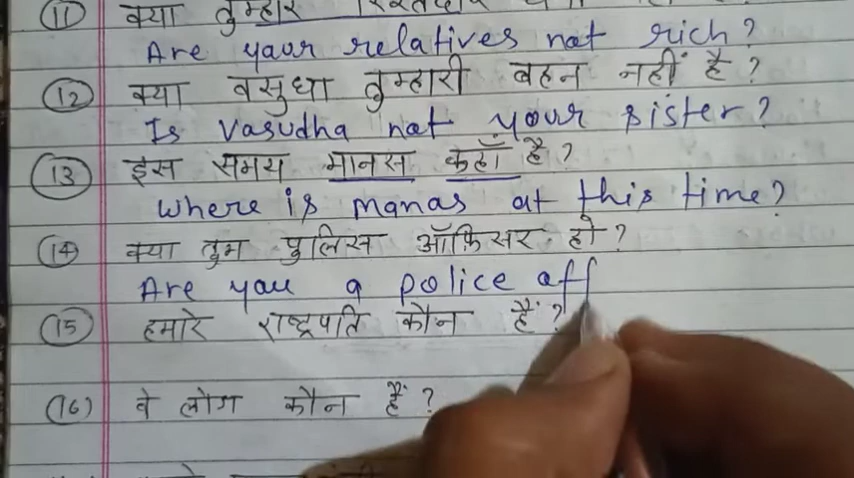 (11) क्या तुम्हारे
Are your relatives not rich?
(12) क्या वसुधा तुम्हारी बहन नहीं है?
Is Vasudha not your sister?
(13) इस समय मानस कहाँ है?
Where is manas at this time?
(14) क्या तुम पुलिस ऑफ़िसर हो?
Are you a police off
(15) हमारे राष्ट्रपति कौन हैं?
(16) वे लोग कौन हैं?